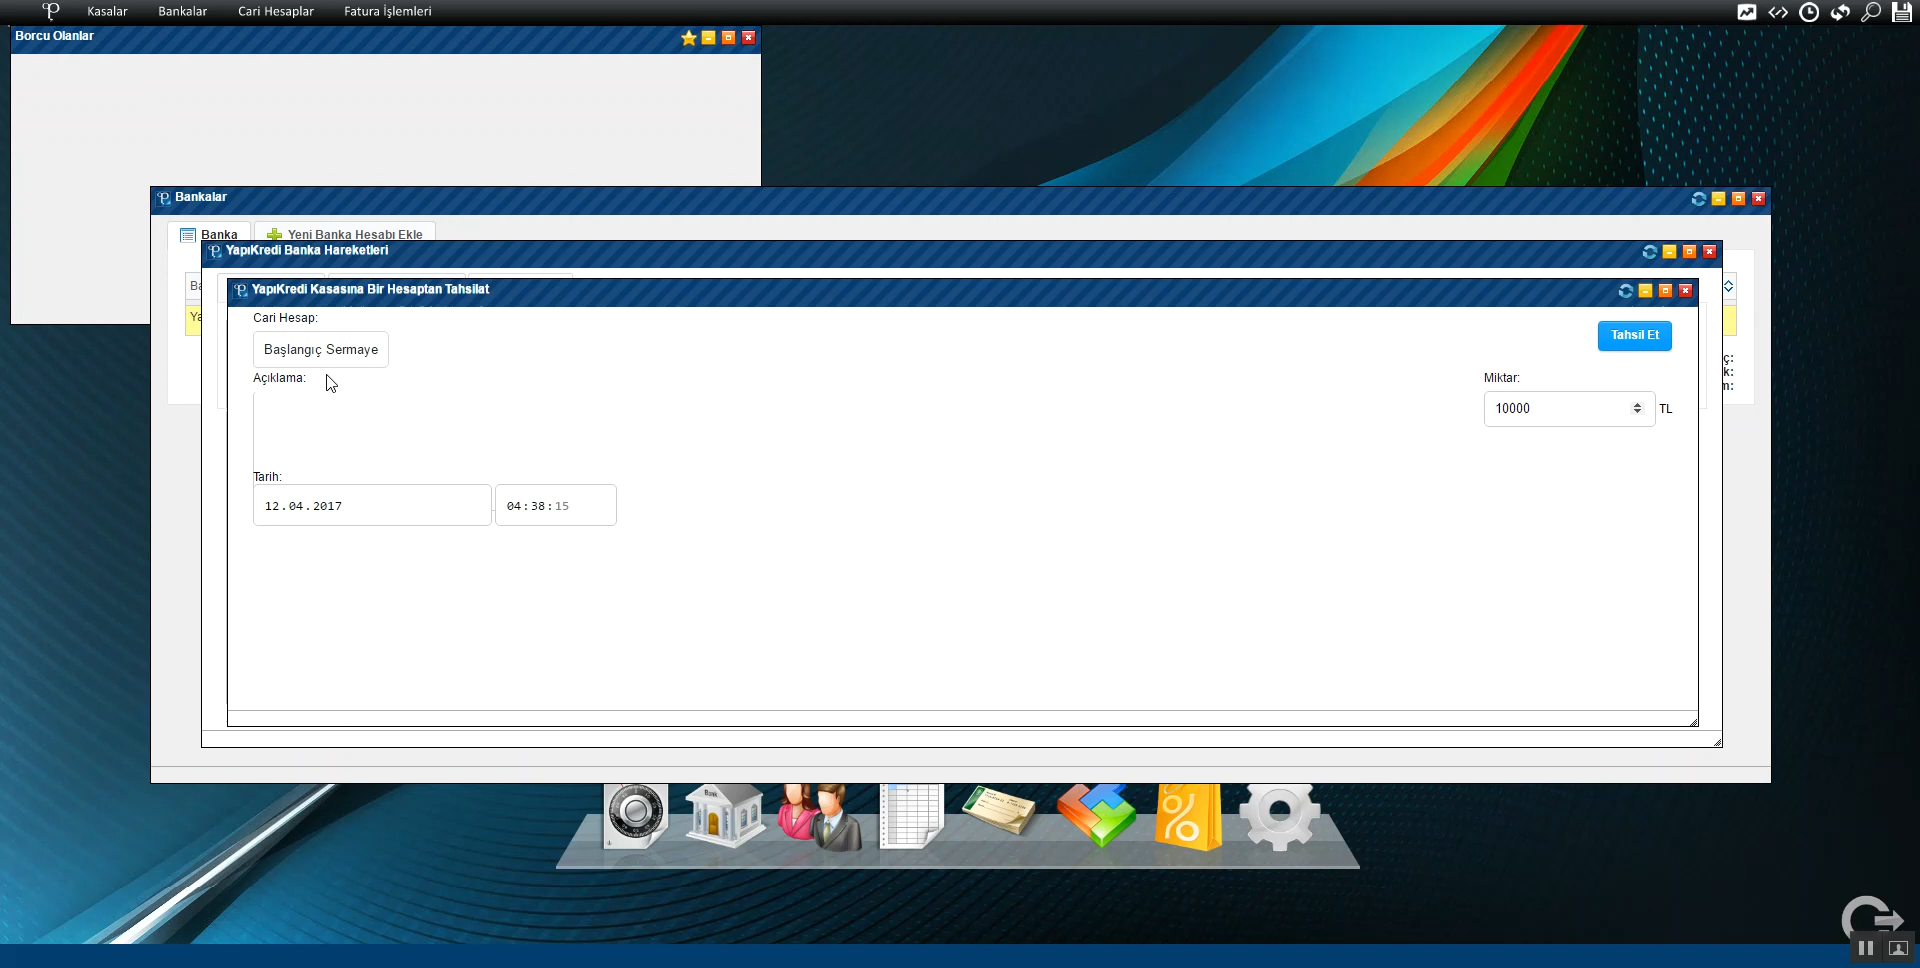 Kasalar Bankalar Cari Hesaplar Fatura İşlemleri
Borcu Olanlar
Bankalar
Banka Yeni Banka Hesabı Ekle
YapıKredi Banka Hareketleri
YapıKredi Kasasına Bir Hesaptan Tahsilat
Cari Hesap:
Tahsil Et
Başlangıç Sermaye
Açıklama:
Miktar:
10000 TL
Tarih:
12.04.2017 04:38:15
Bank